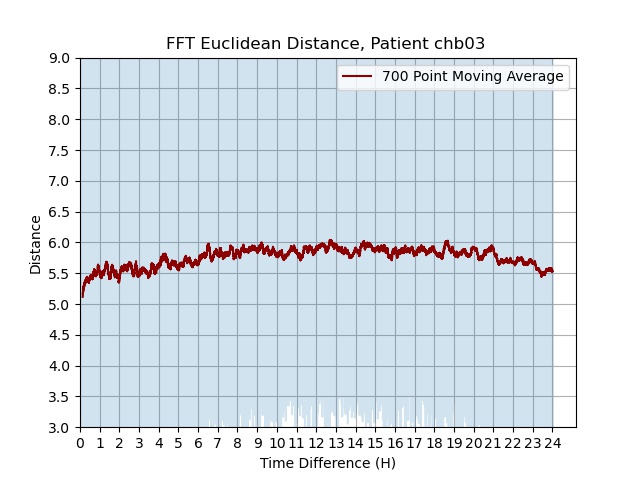 FFT Euclidean Distance, Patient chb03
700 Point Moving Average
9.0
8.5
8.0
7.5
7.0
6.5
6.0
5.5
5.0
4.5
4.0
3.5
3.0
Distance
0 1 2 3 4 5 6 7 8 9 10 11 12 13 14 15 16 17 18 19 20 21 22 23 24
Time Difference (H)